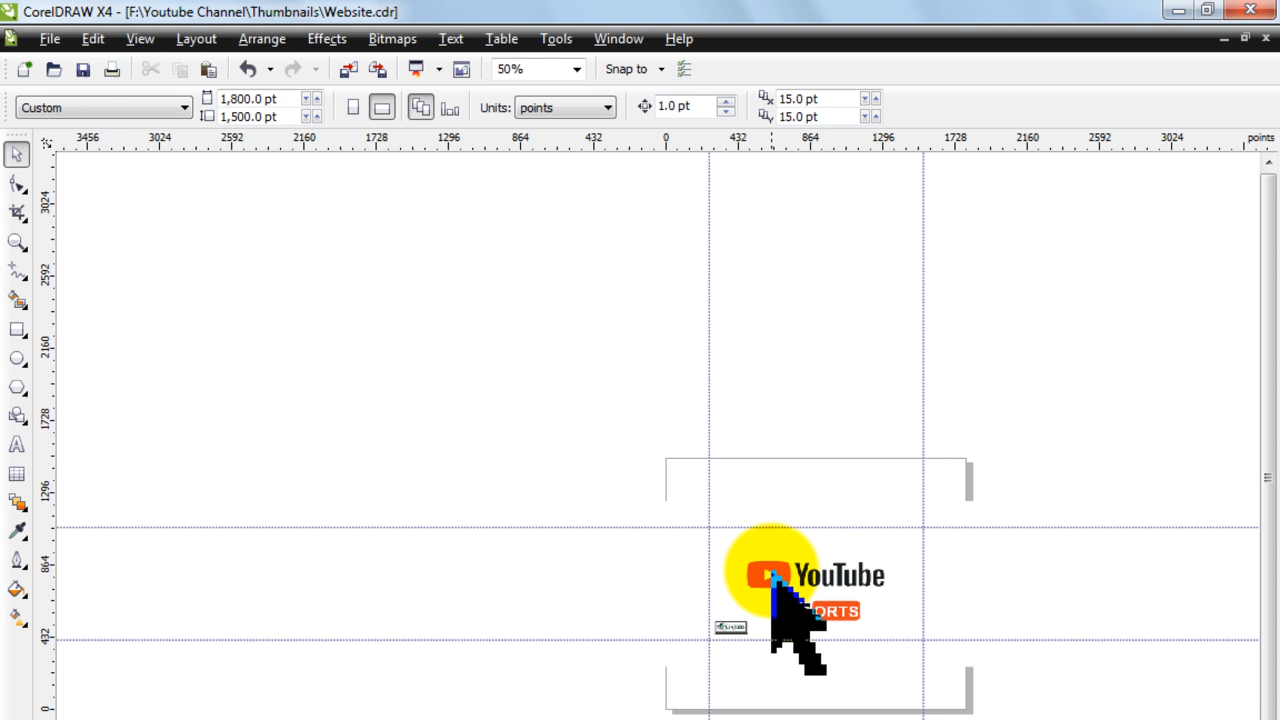 CorelDRAW X4 - [F:\Youtube Channel\Thumbnails\Website.cdr]
File Edit View Layout Arrange Effects Bitmaps Text Table Tools Window Help
50% Snap to
Custom 1,800.0 pt 1,500.0 pt Units: points 1.0 pt 15.0 pt 15.0 pt
3456 3024 2592 2160 1728 1296 864 432 0 432 864 1296 1728 2160 2592 3024 points
3024
2592
2160
1728
1296
864
432
0
YouTube
ORTS